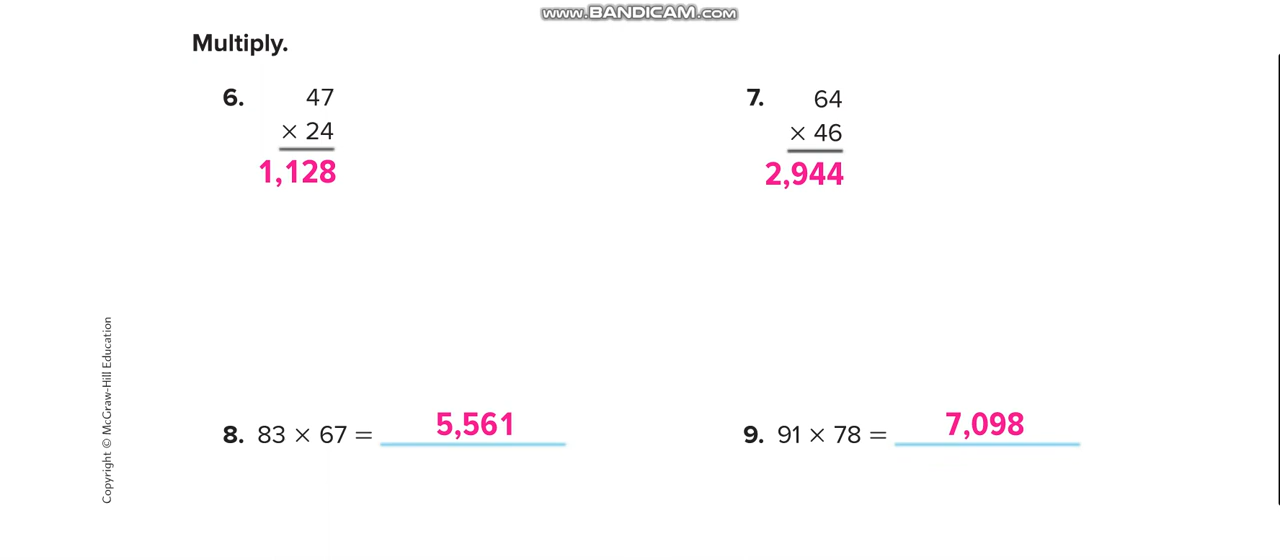 www.BANDICAM.com
Multiply.
6. 47
× 24
1,128
7. 64
× 46
2,944
8. 83 × 67 = 5,561
9. 91 × 78 = 7,098
Copyright © McGraw-Hill Education